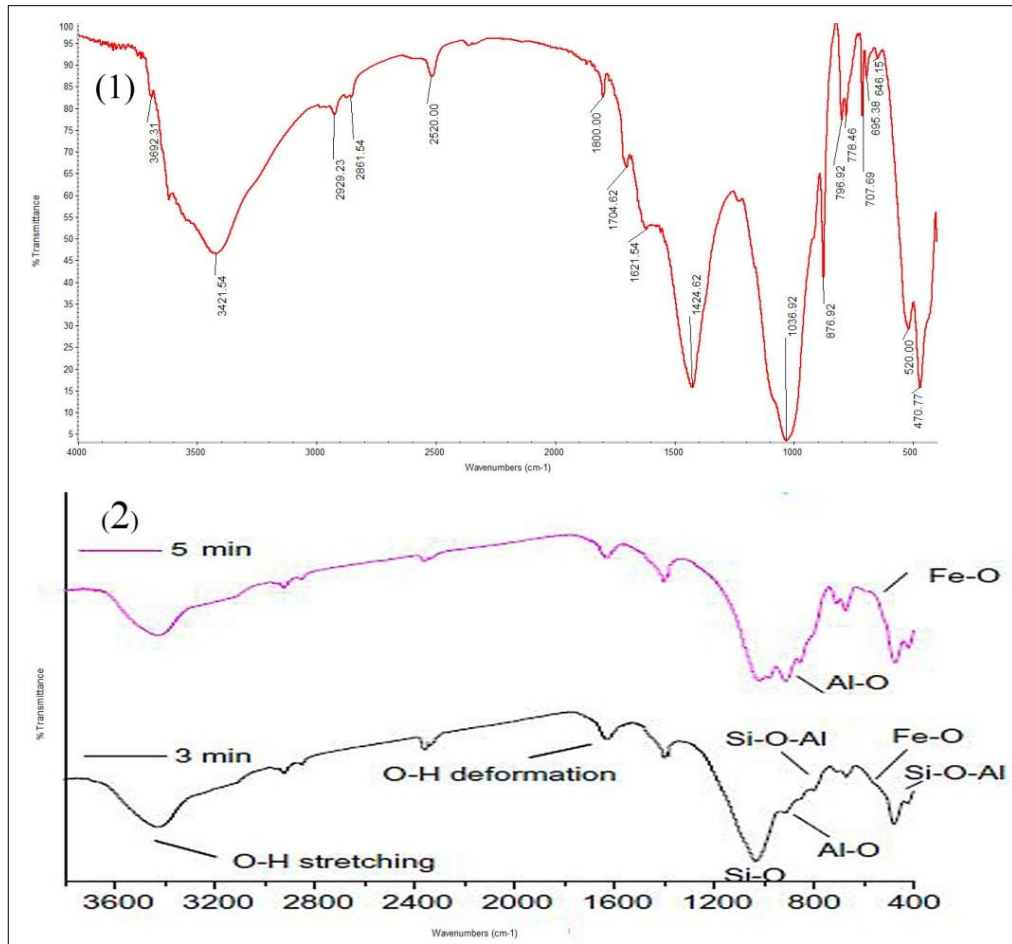 (1)
100
95
90
85
80
75
70
65
60
55
50
45
40
35
30
25
20
15
10
5
% Transmittance
3692.31
3421.54
2929.23
2861.54
2520.00
1800.00
1704.62
1621.54
1424.62
1036.92
876.92
796.92
778.46
707.69
695.38
646.15
520.00
470.77
4000 3500 3000 2500 2000 1500 1000 500
Wavenumbers (cm-1)
(2)
5 min
Fe-O
Al-O
% Transmittance
3 min
O-H deformation
Si-O-Al
Fe-O
Si-O-Al
O-H stretching
Al-O
Si-O
3600 3200 2800 2400 2000 1600 1200 800 400
Wavenumbers (cm-1)